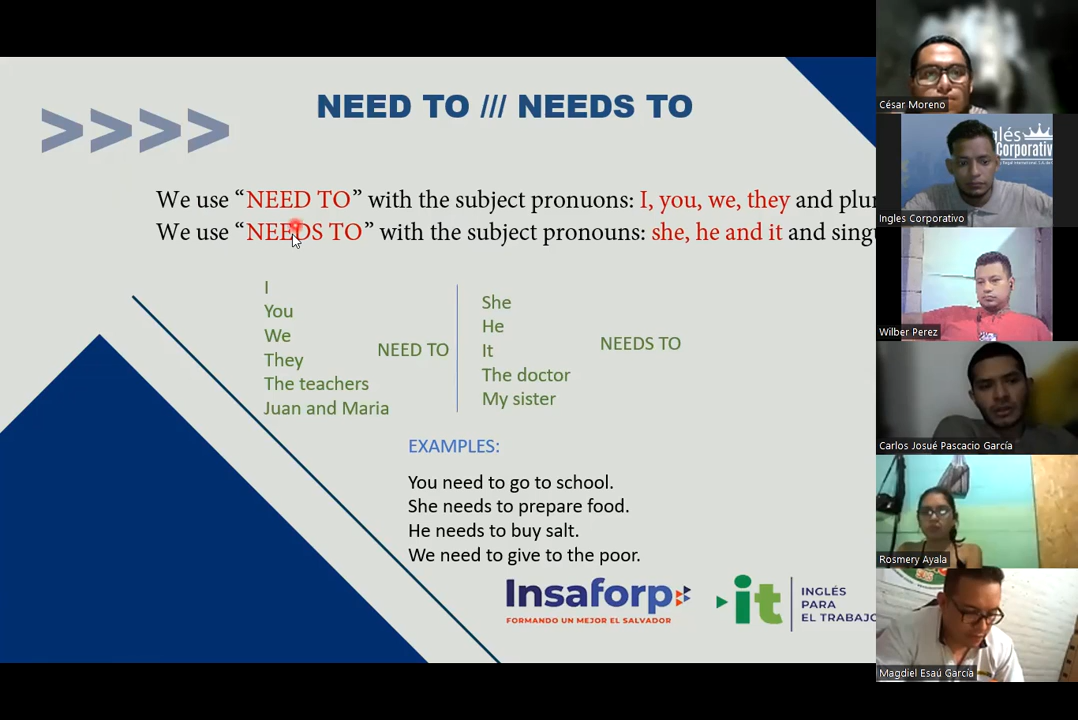 >>>>
NEED TO /// NEEDS TO
We use “NEED TO” with the subject pronuons: I, you, we, they and
We use “NEEDS TO” with the subject pronouns: she, he and it and
I
You
We
They
The teachers
Juan and Maria
NEED TO
She
He
It
The doctor
My sister
NEEDS TO
EXAMPLES:
You need to go to school.
She needs to prepare food.
He needs to buy salt.
We need to give to the poor.
Insaforp
FORMANDO UN MEJOR EL SALVADOR
it
INGLÉS
PARA
EL TRABAJO
César Moreno
Corporativ
Ingles Corporativo
Wilber Perez
Carlos Josué Pascacio García
Rosmery Ayala
Magdiel Esaú García